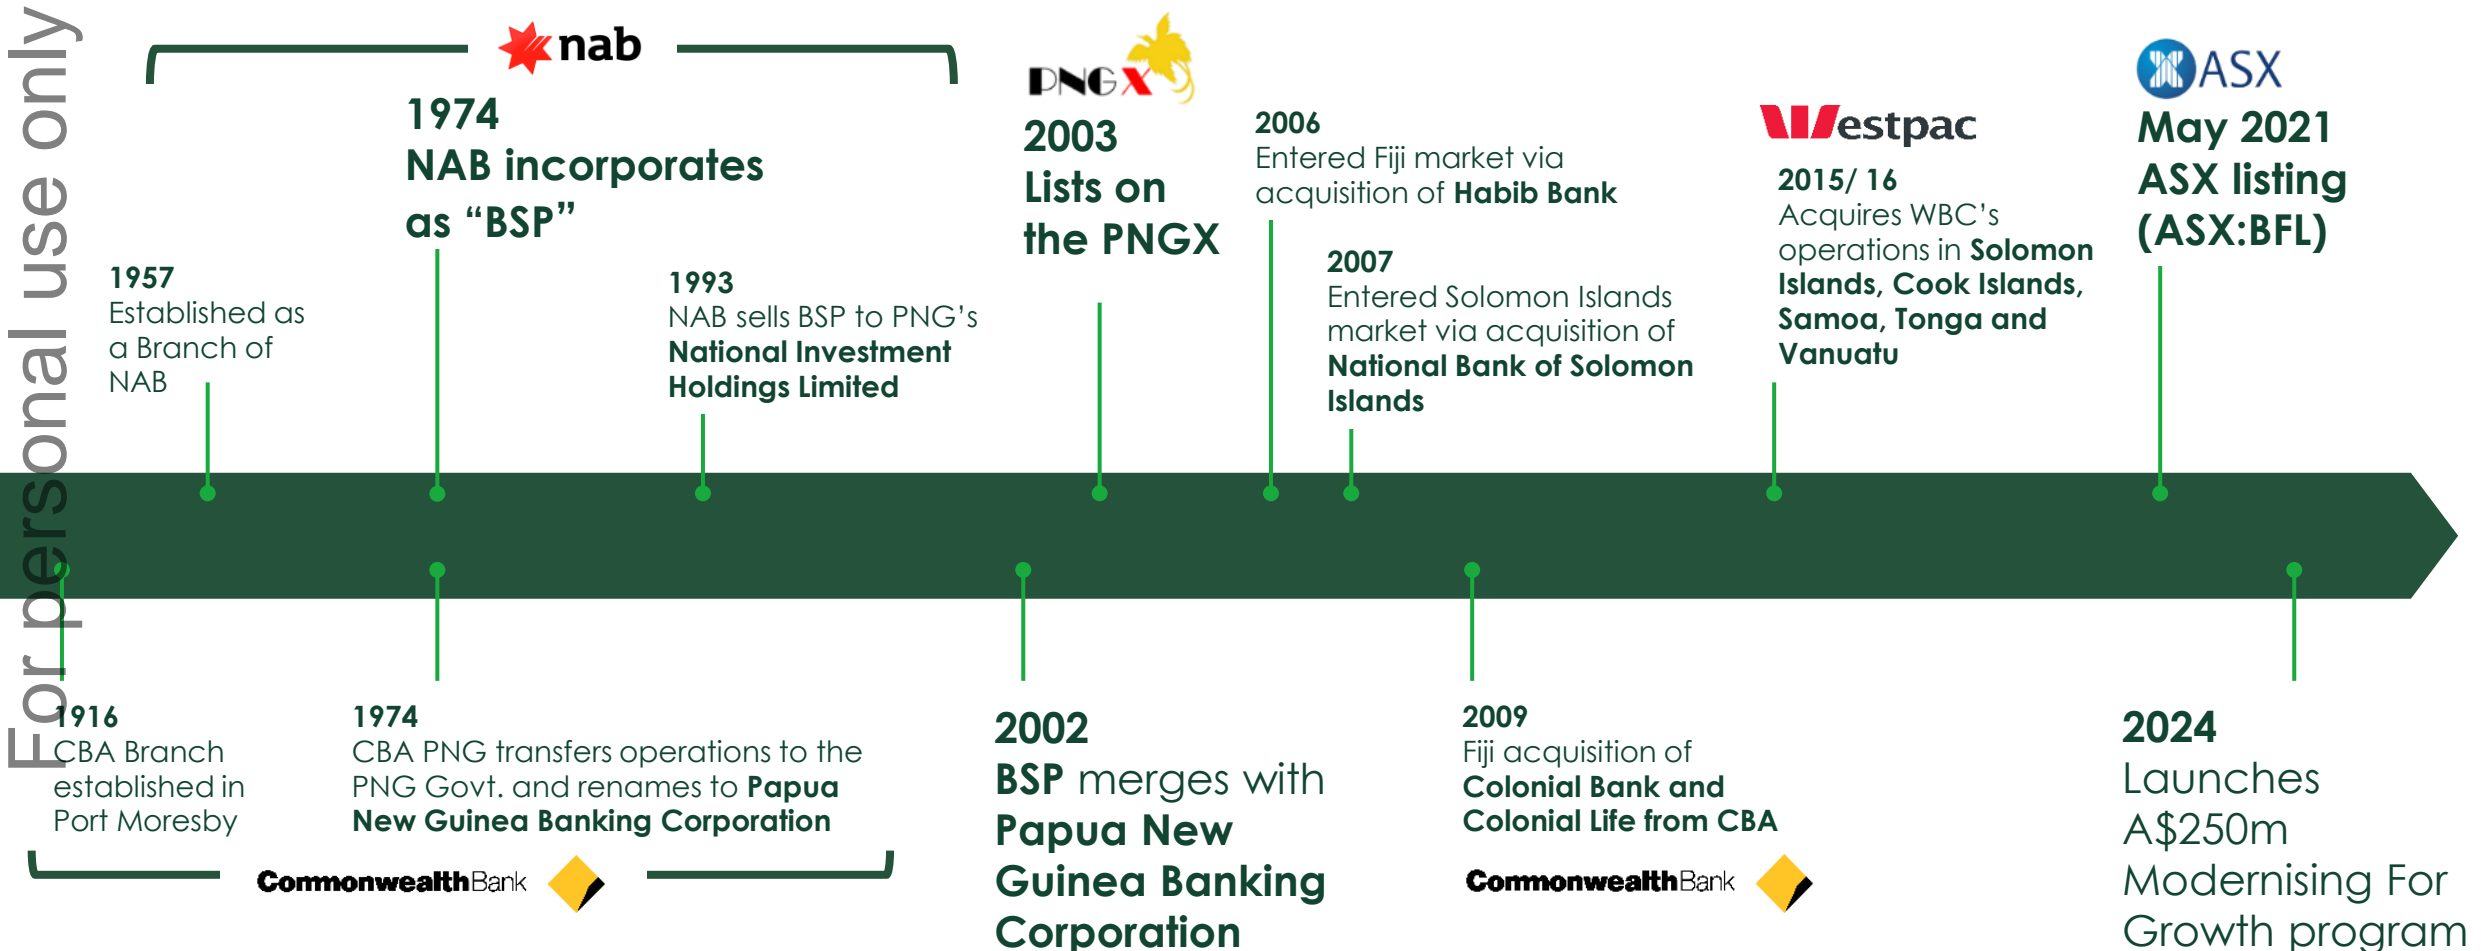 For personal use only
nab
1974
NAB incorporates
as “BSP”
1957
Established as
a Branch of
NAB
1993
NAB sells BSP to PNG’s
National Investment
Holdings Limited
PNGX
2003
Lists on
the PNGX
2006
Entered Fiji market via
acquisition of Habib Bank
2007
Entered Solomon Islands
market via acquisition of
National Bank of Solomon
Islands
Westpac
2015/ 16
Acquires WBC’s
operations in Solomon
Islands, Cook Islands,
Samoa, Tonga and
Vanuatu
ASX
May 2021
ASX listing
(ASX:BFL)
1916
CBA Branch
established in
Port Moresby
1974
CBA PNG transfers operations to the
PNG Govt. and renames to Papua
New Guinea Banking Corporation
CommonwealthBank
2002
BSP merges with
Papua New
Guinea Banking
Corporation
2009
Fiji acquisition of
Colonial Bank and
Colonial Life from CBA
CommonwealthBank
2024
Launches
A$250m
Modernising For
Growth program